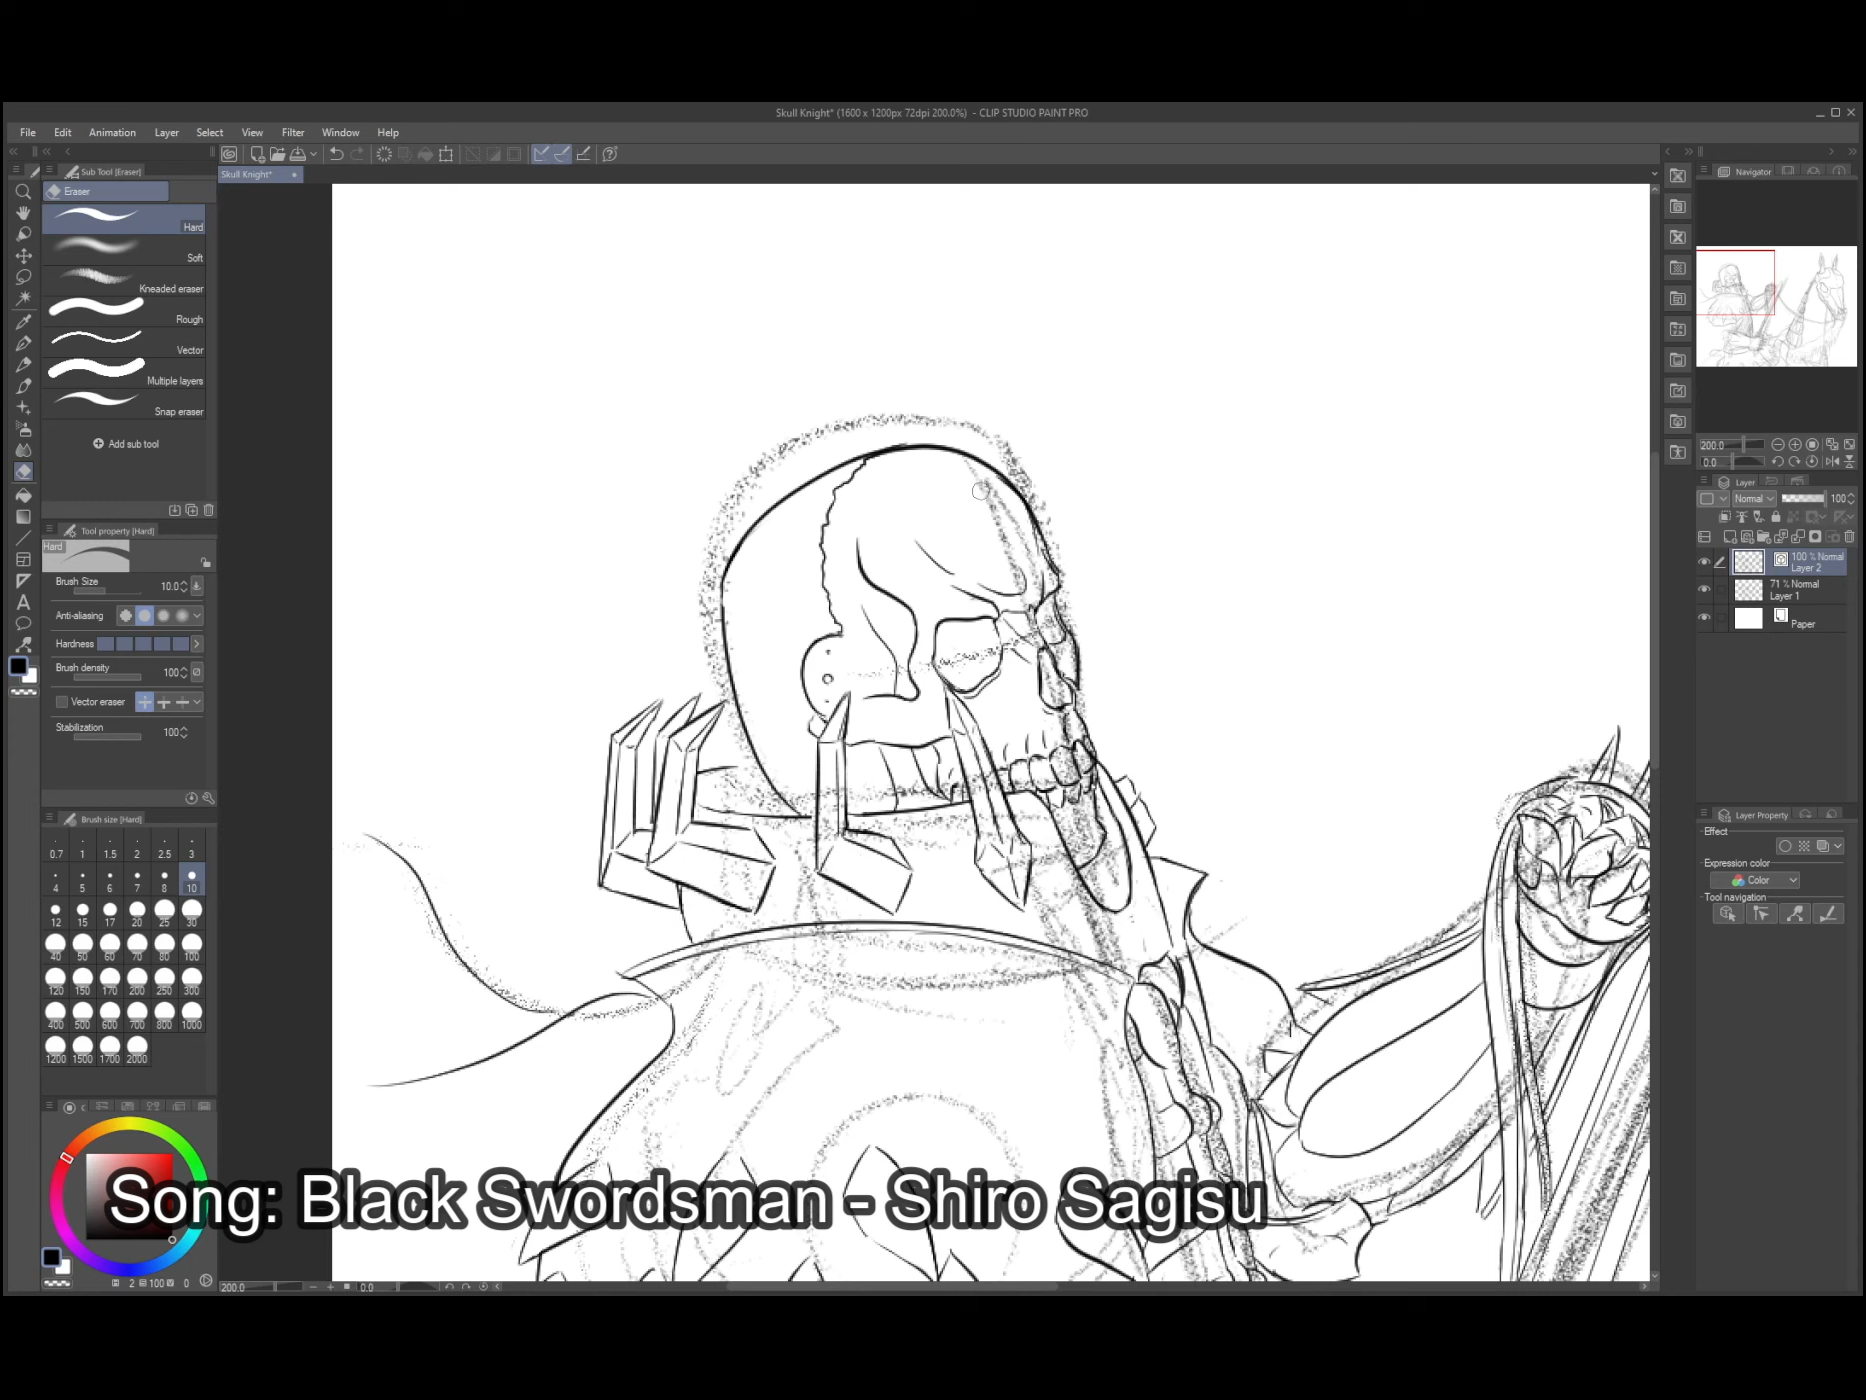 Skull Knight* (1600 x 1200px 72dpi 200.0%) - CLIP STUDIO PAINT PRO
File Edit Animation Layer Select View Filter Window Help
Sub Tool [Eraser]
Skull Knight*
Navigator
Eraser
Hard
Soft
Kneaded eraser
Rough
Vector
Multiple layers
Snap eraser
Add sub tool
200.0
0.0
Layer
Normal 100
Tool property [Hard]
Hard
100 % Normal
Layer 2
71 % Normal
Layer 1
Paper
Brush Size 10.0
Anti-aliasing
Hardness
Brush density 100
Vector eraser
Stabilization 100
Brush size [Hard]
0.7 1 1.5 2 2.5 3
4 5 6 7 8 10
12 15 17 20 25 30
40 50 60 70 80 100
120 150 170 200 250 300
400 500 600 700 800 1000
1200 1500 1700 2000
Layer Property
Effect
Expression color
Color
Tool navigation
Song: Black Swordsman - Shiro Sagisu
2 100 0
200.0 0.0